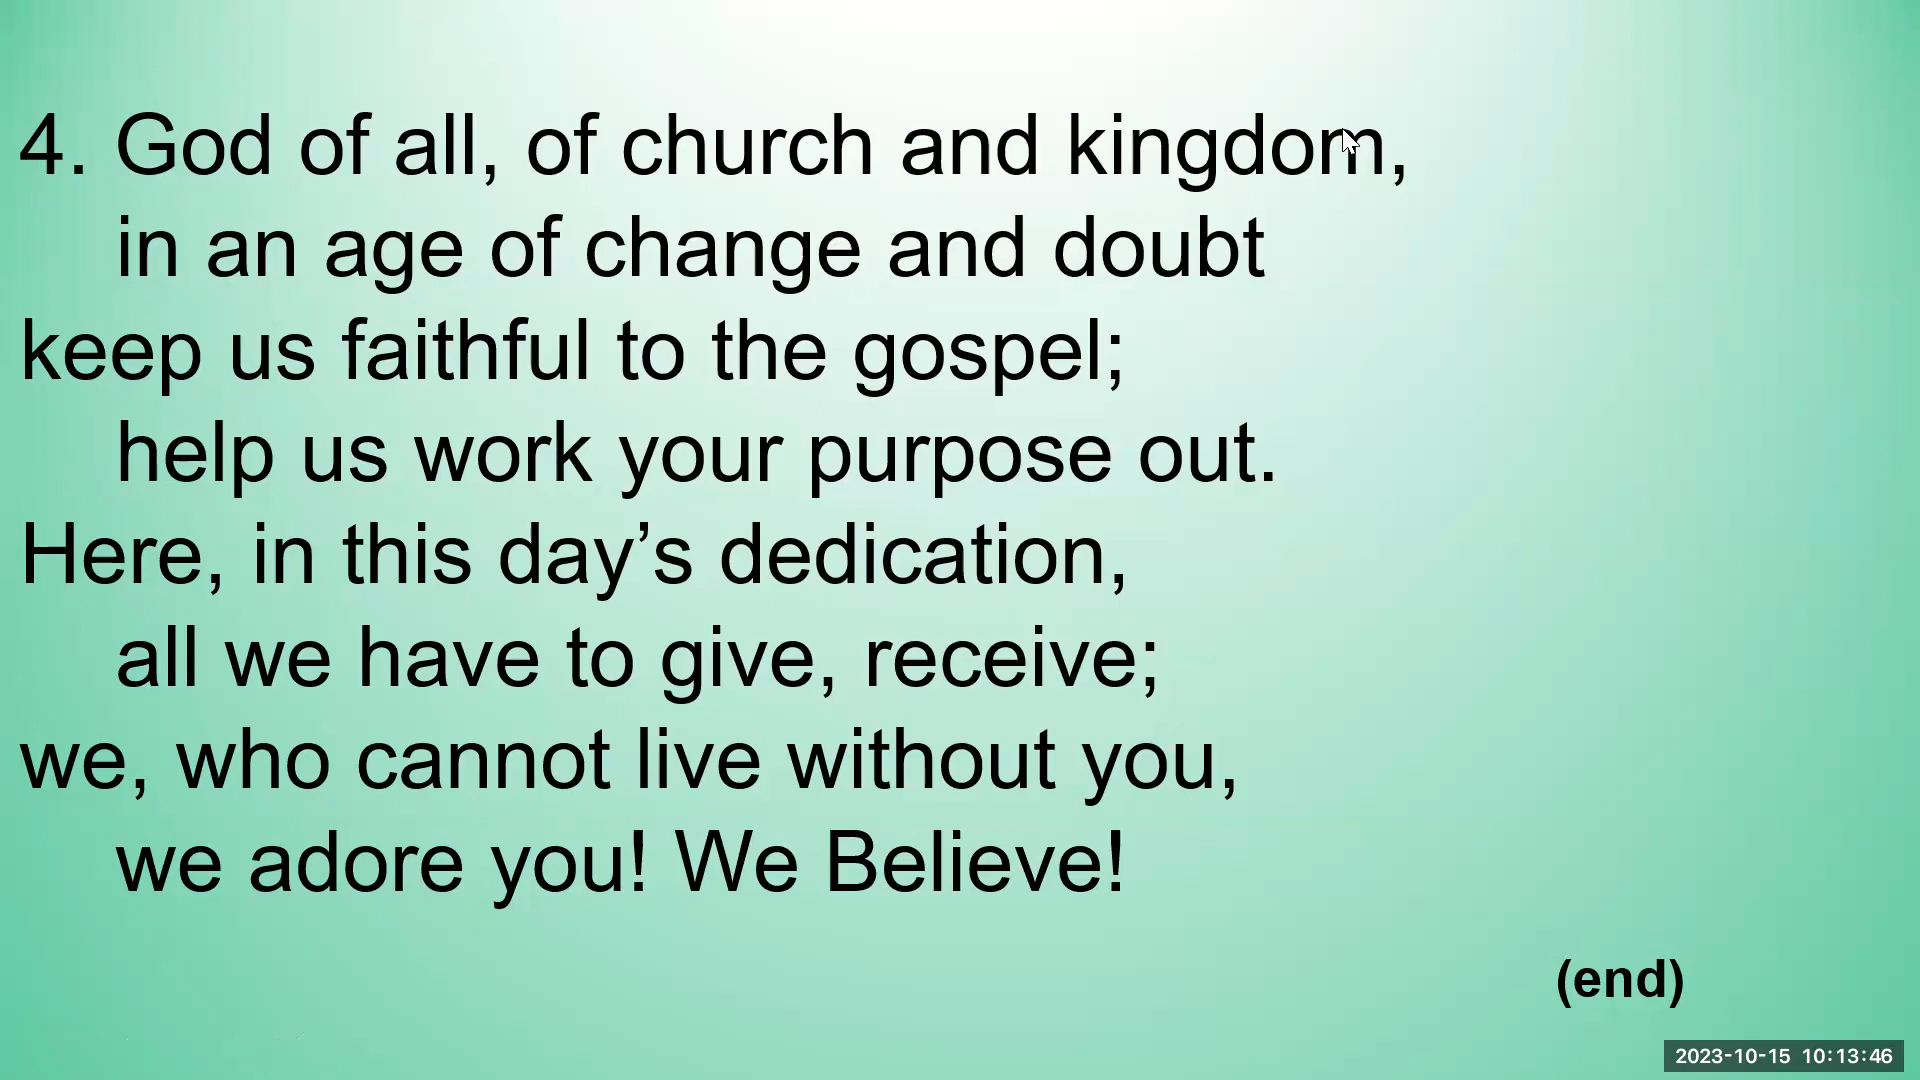 4. God of all, of church and kingdom,
in an age of change and doubt
keep us faithful to the gospel;
help us work your purpose out.
Here, in this day’s dedication,
all we have to give, receive;
we, who cannot live without you,
we adore you! We Believe!
(end)
2023-10-15 10:13:46